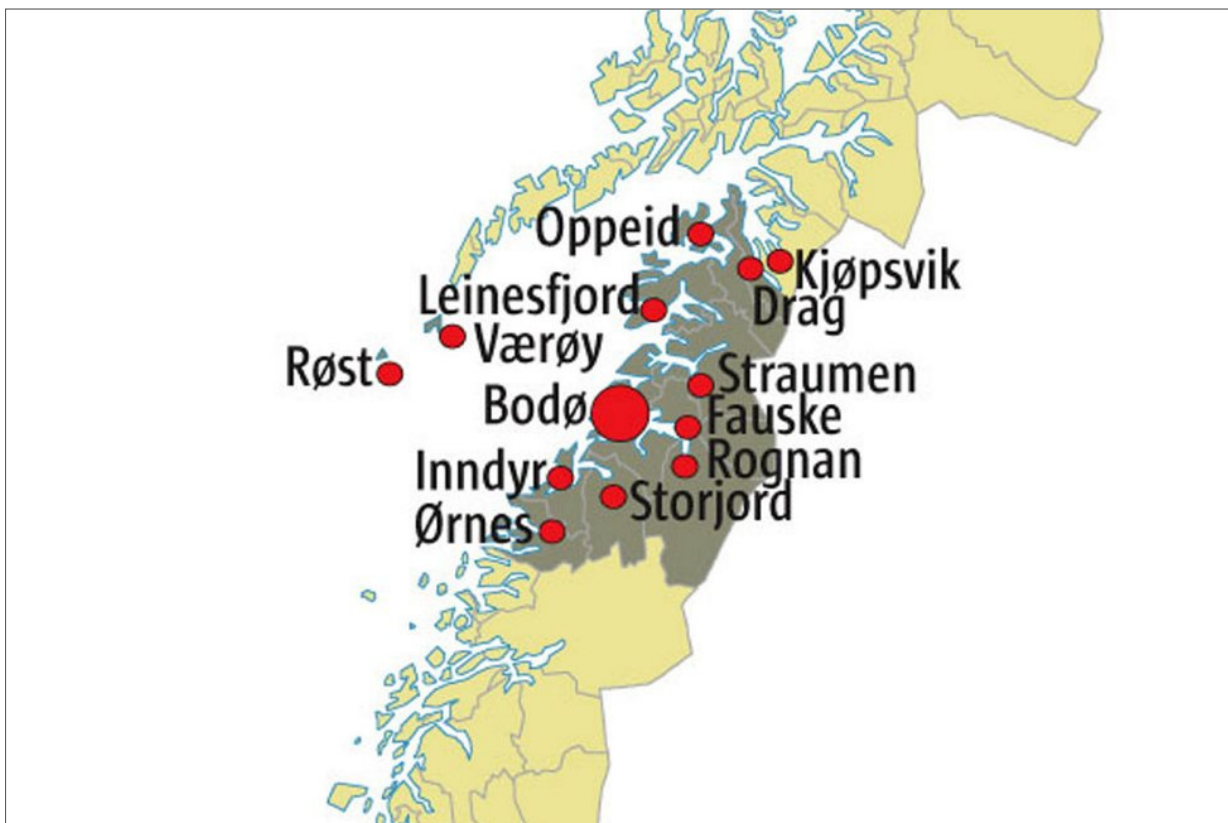 Oppeid
Kjøpsvik
Drag
Leinesfjord
Værøy
Røst
Straumen
Bodø
Fauske
Rognan
Inndyr
Storjord
Ørnes